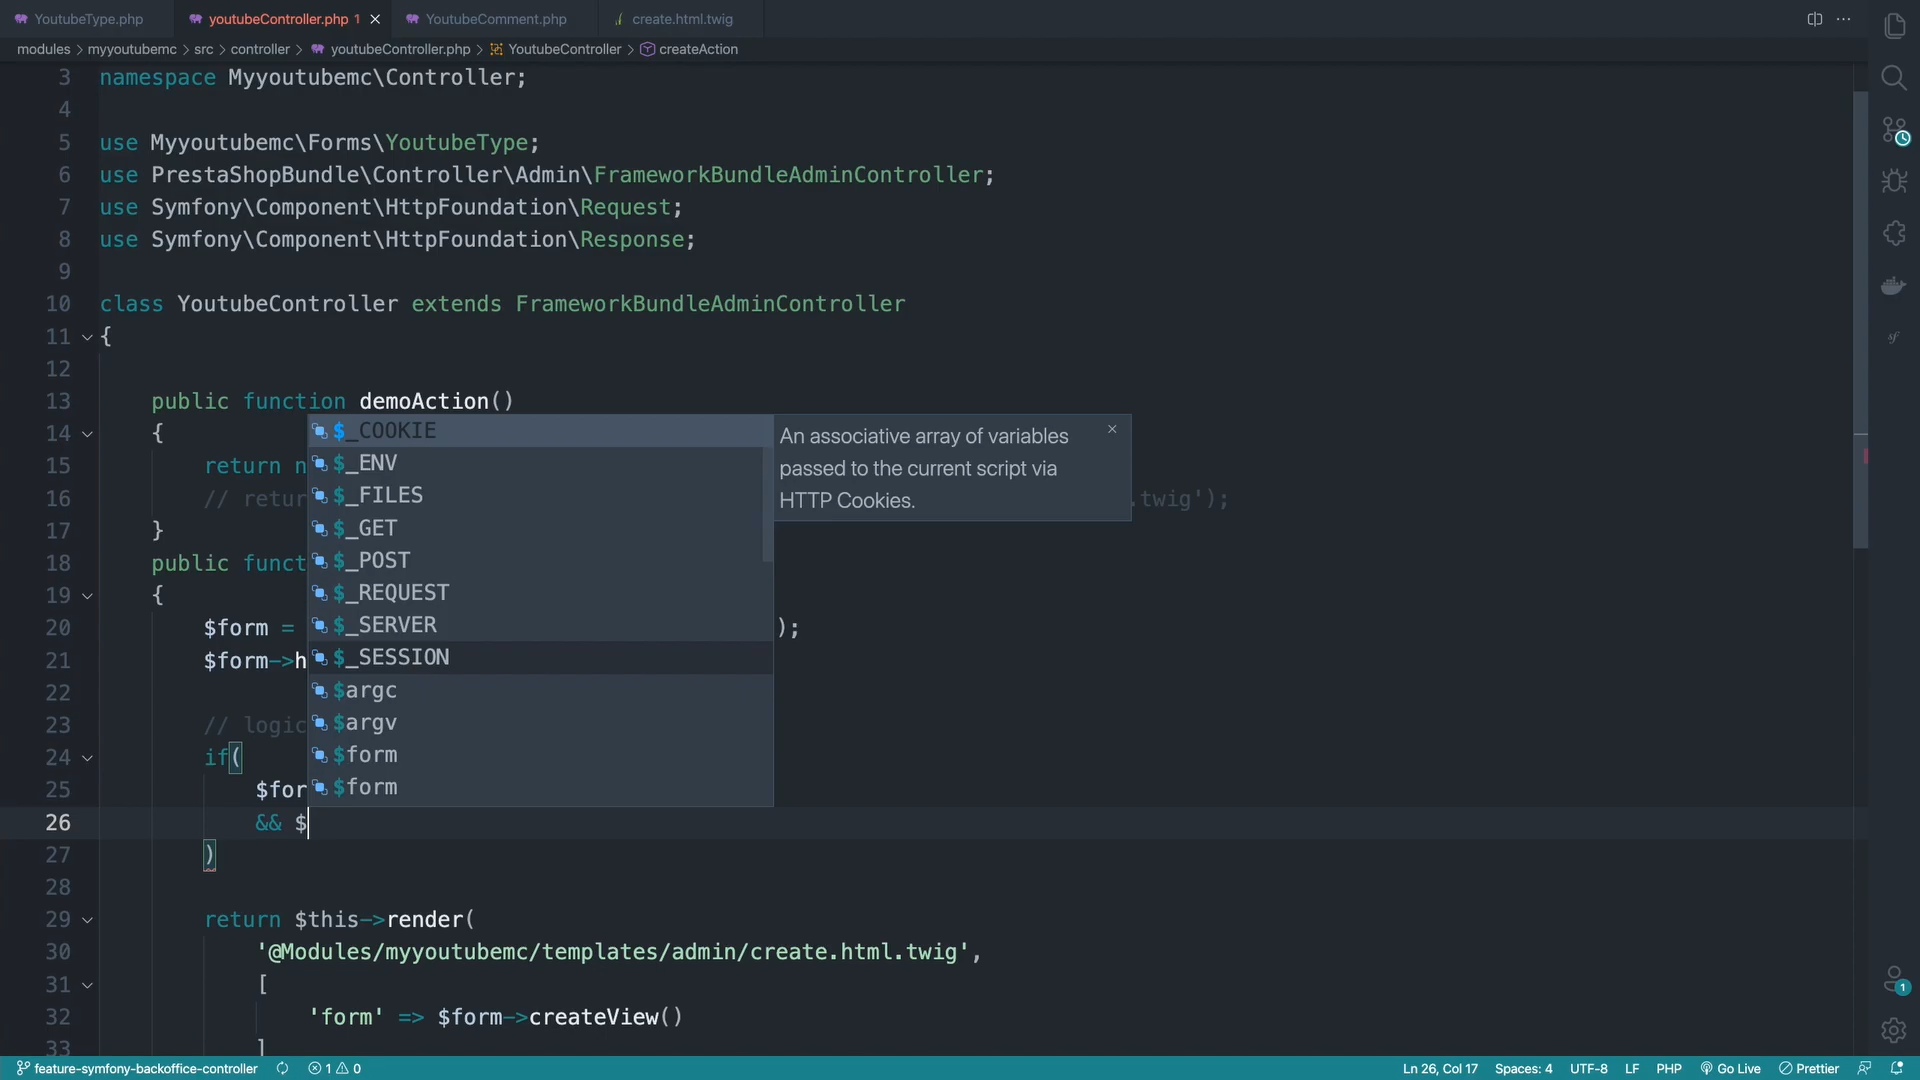 YoutubeType.php
youtubeController.php 1
YoutubeComment.php
create.html.twig
modules > myyoutubemc > src > controller > youtubeController.php > YoutubeController > createAction
3 namespace Myyoutubemc\Controller;
4
5 use Myyoutubemc\Forms\YoutubeType;
6 use PrestaShopBundle\Controller\Admin\FrameworkBundleAdminController;
7 use Symfony\Component\HttpFoundation\Request;
8 use Symfony\Component\HttpFoundation\Response;
9
10 class YoutubeController extends FrameworkBundleAdminController
11 {
12
13 public function demoAction()
14 {
15 return n
16 // retur .twig');
17 }
18 public funct
19 {
20 $form = );
21 $form->h
22
23 // logic
24 if(
25 $for
26 && $
27 )
28
29 return $this->render(
30 '@Modules/myyoutubemc/templates/admin/create.html.twig',
31 [
32 'form' => $form->createView()
33 ]
$_COOKIE
$_ENV
$_FILES
$_GET
$_POST
$_REQUEST
$_SERVER
$_SESSION
$argc
$argv
$form
$form
An associative array of variables
passed to the current script via
HTTP Cookies.
sf
1
feature-symfony-backoffice-controller 1 0 Ln 26, Col 17 Spaces: 4 UTF-8 LF PHP Go Live Prettier